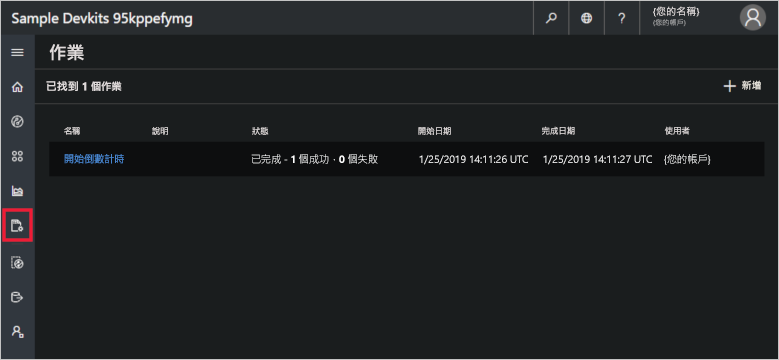 Sample Devkits 95kppefymg
?
{您的名稱}
{您的帳戶}
作業
已找到 1 個作業
新增
名稱 說明 狀態 開始日期 完成日期 使用者
開始倒數計時 已完成 - 1 個成功，0 個失敗 1/25/2019 14:11:26 UTC 1/25/2019 14:11:27 UTC {您的帳戶}